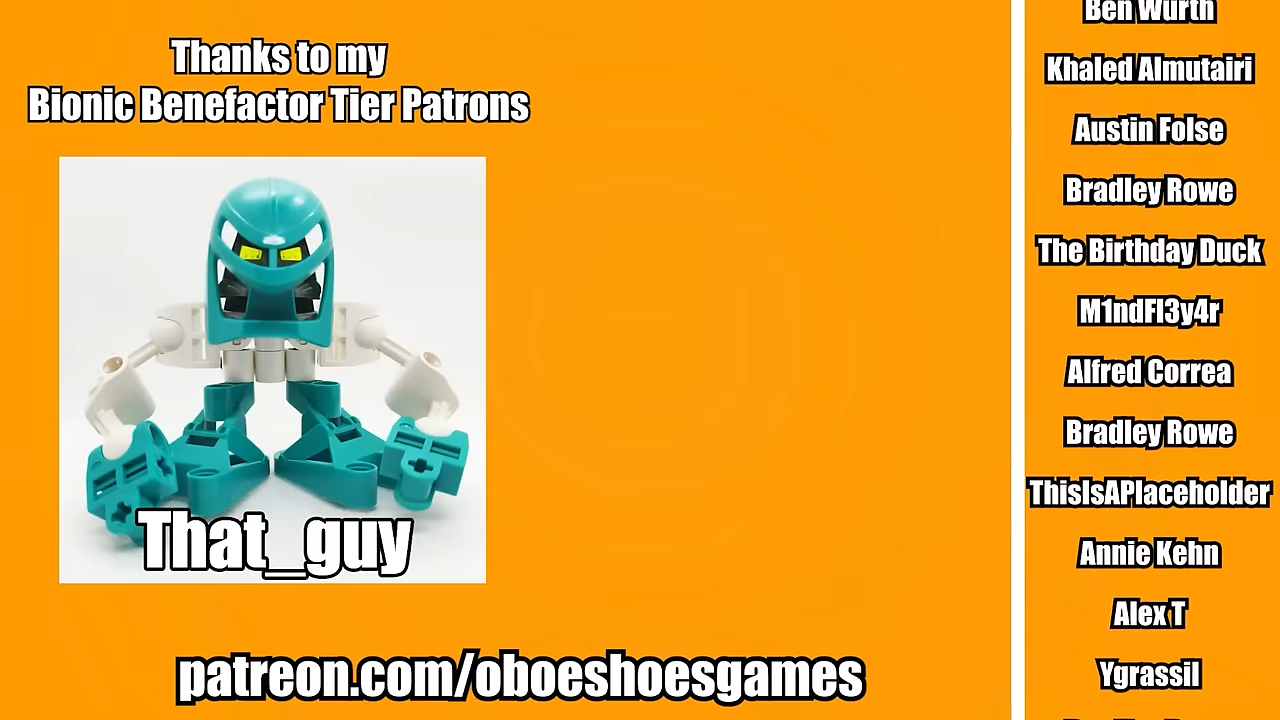 Thanks to my
Bionic Benefactor Tier Patrons
That_guy
patreon.com/oboeshoesgames
Ben Wurth
Khaled Almutairi
Austin Folse
Bradley Rowe
The Birthday Duck
M1ndFl3y4r
Alfred Correa
Bradley Rowe
ThisIsAPlaceholder
Annie Kehn
Alex T
Ygrassil